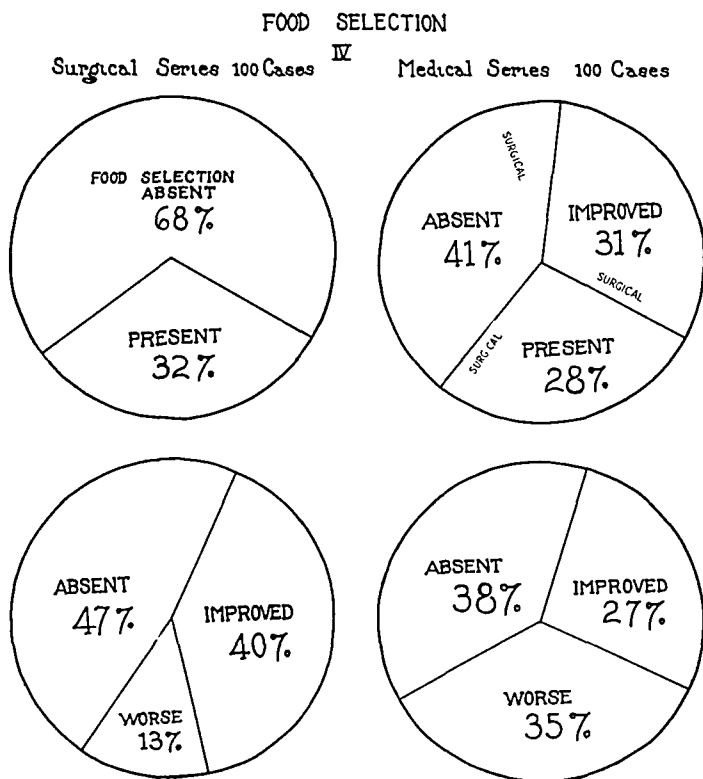 FOOD SELECTION
IV
Surgical Series 100 Cases
Medical Series 100 Cases
FOOD SELECTION
ABSENT
68%
PRESENT
32%
SURGICAL
ABSENT
41%
IMPROVED
31%
SURGICAL
SURGICAL
PRESENT
28%
ABSENT
47%
IMPROVED
40%
WORSE
13%
ABSENT
38%
IMPROVED
27%
WORSE
35%